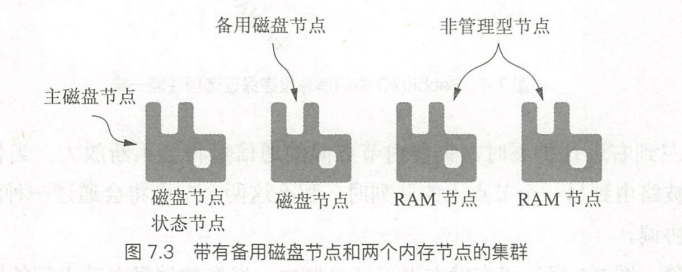 备用磁盘节点
非管理型节点
主磁盘节点
磁盘节点
状态节点
磁盘节点
RAM 节点
RAM 节点
图 7.3 带有备用磁盘节点和两个内存节点的集群